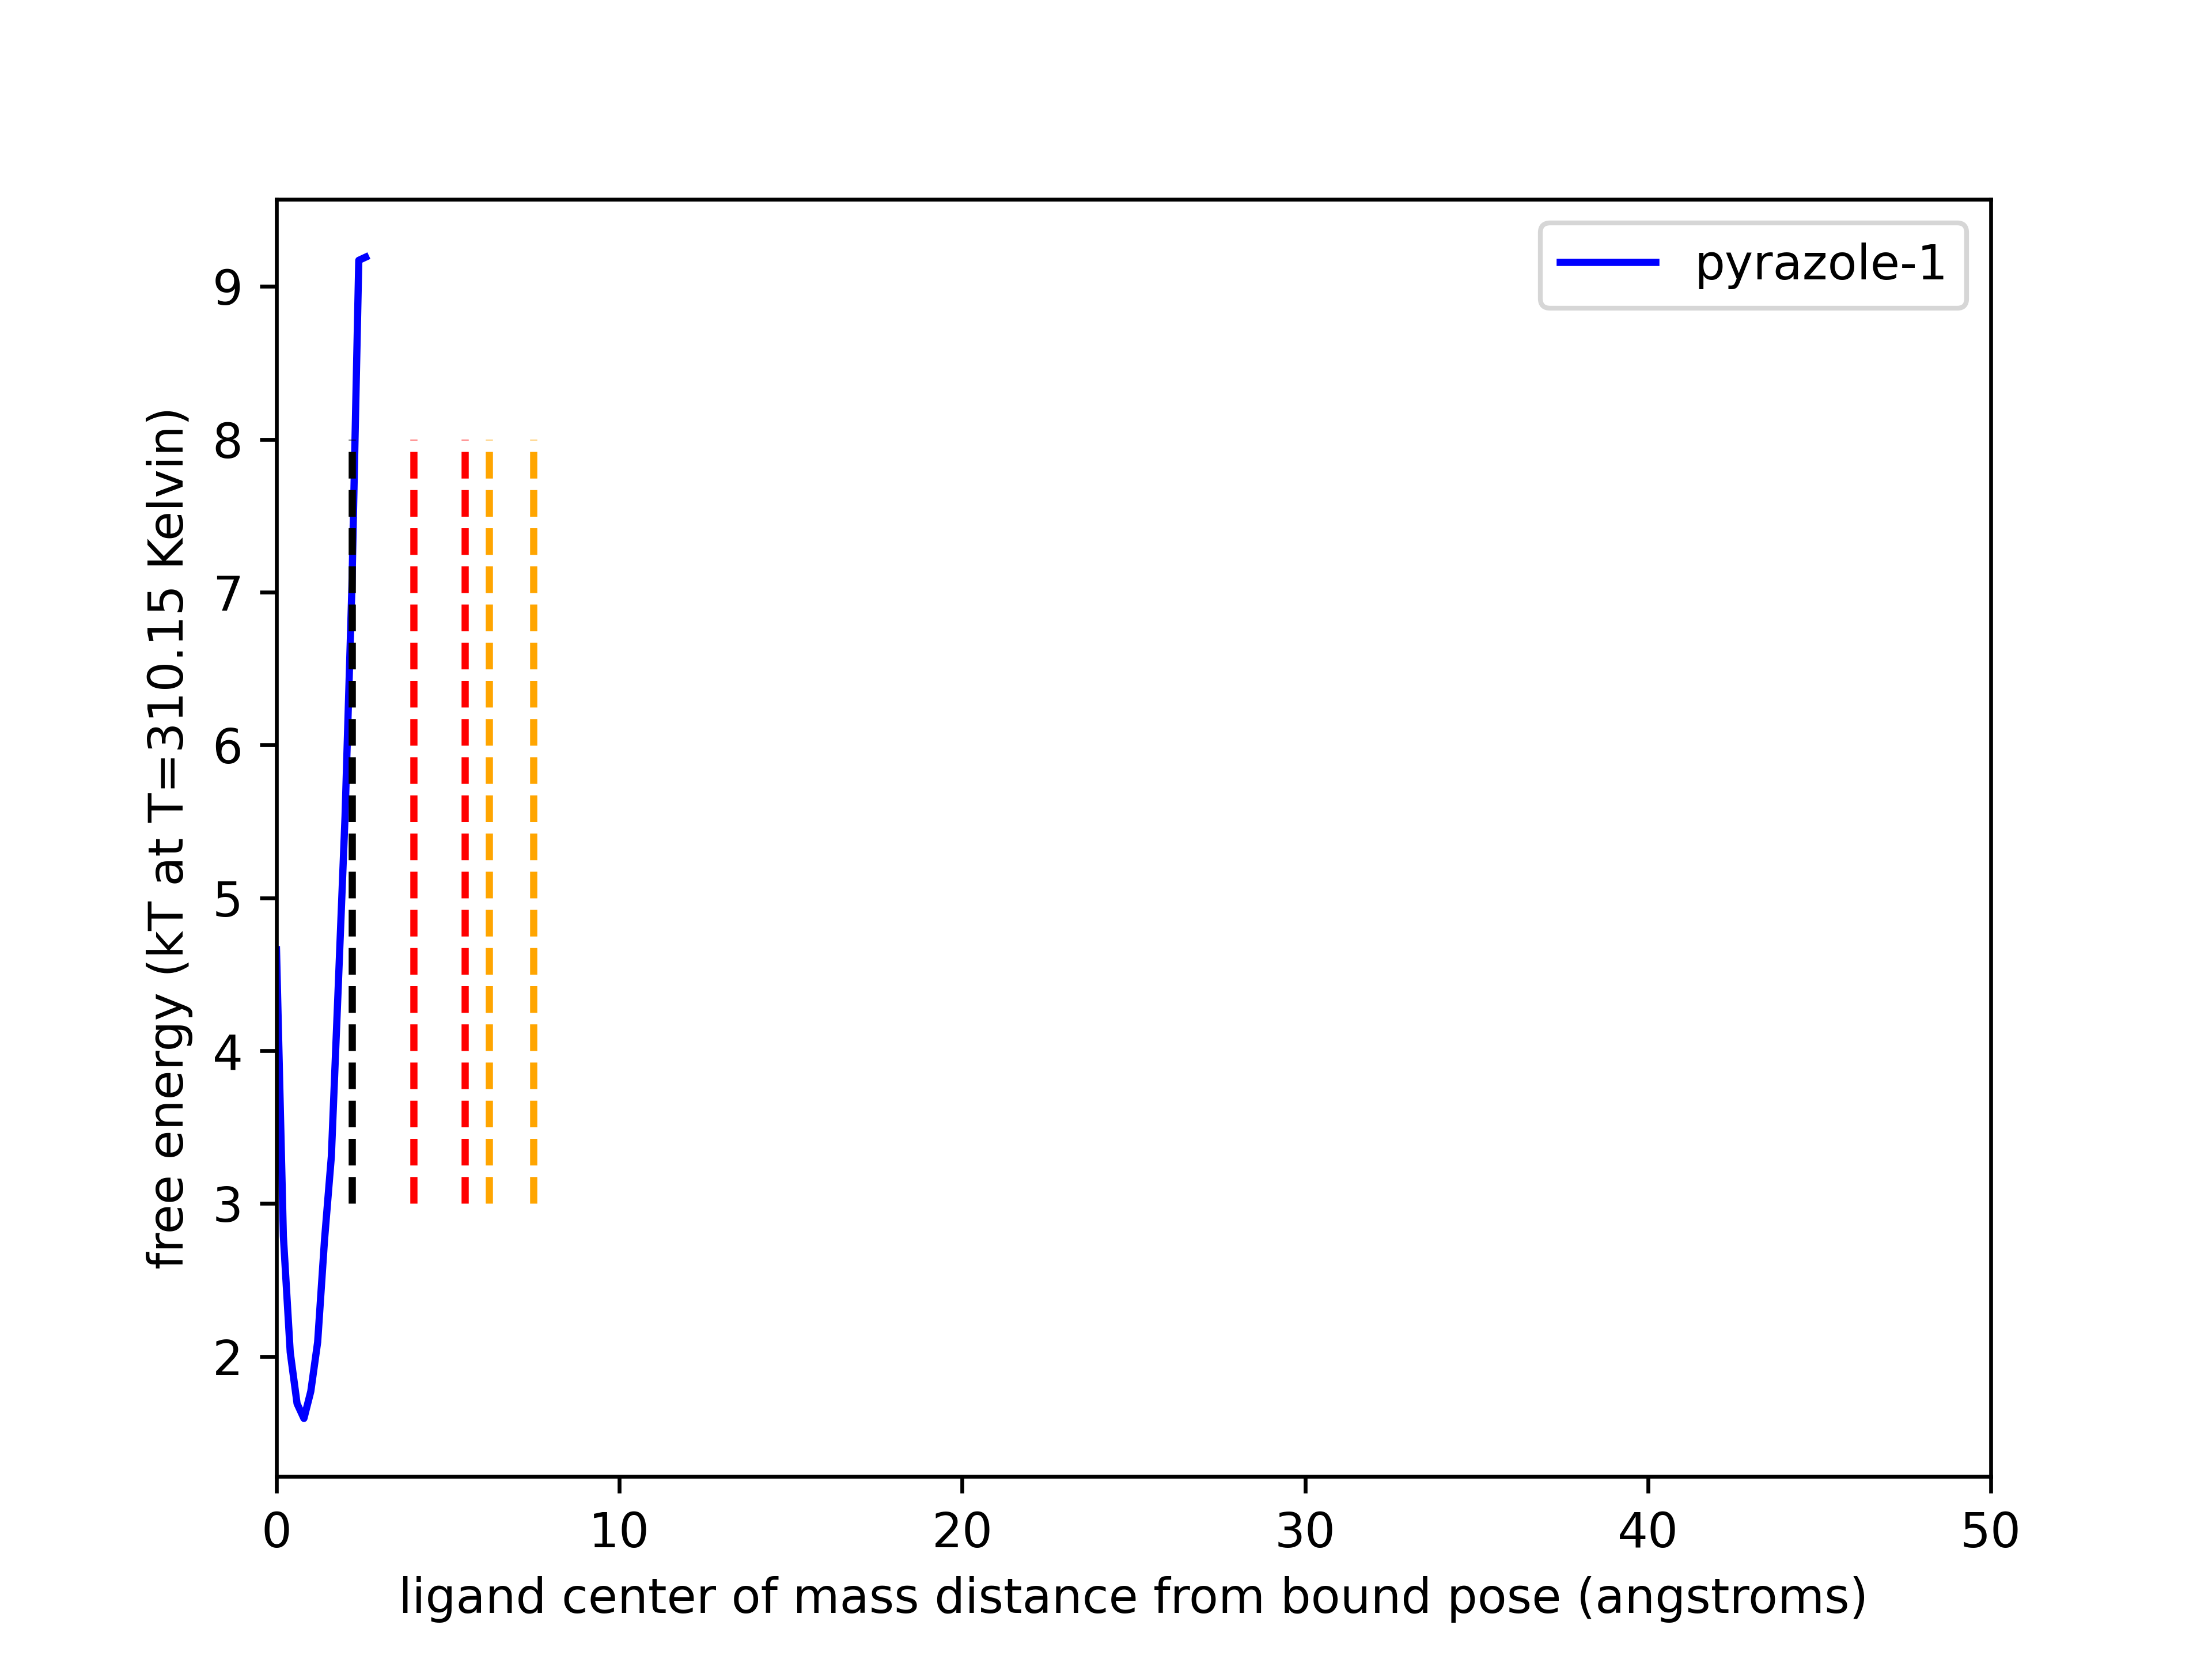 pyrazole-1
free energy (kT at T=310.15 Kelvin)
9
8
7
6
5
4
3
2
0 10 20 30 40 50
ligand center of mass distance from bound pose (angstroms)